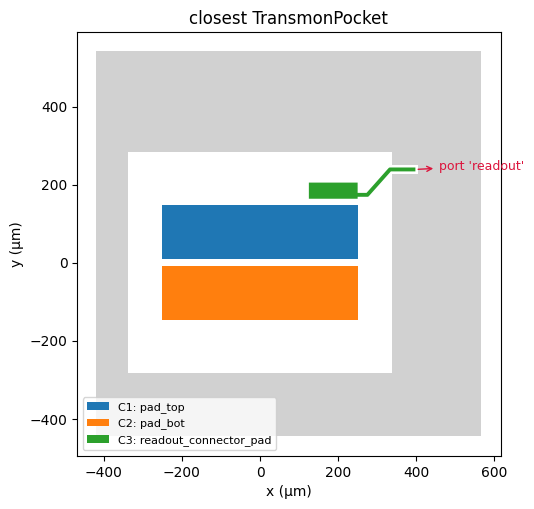 closest TransmonPocket
y (μm)
400
200
0
−200
−400
port 'readout'
C1: pad_top
C2: pad_bot
C3: readout_connector_pad
−400 −200 0 200 400 600
x (μm)